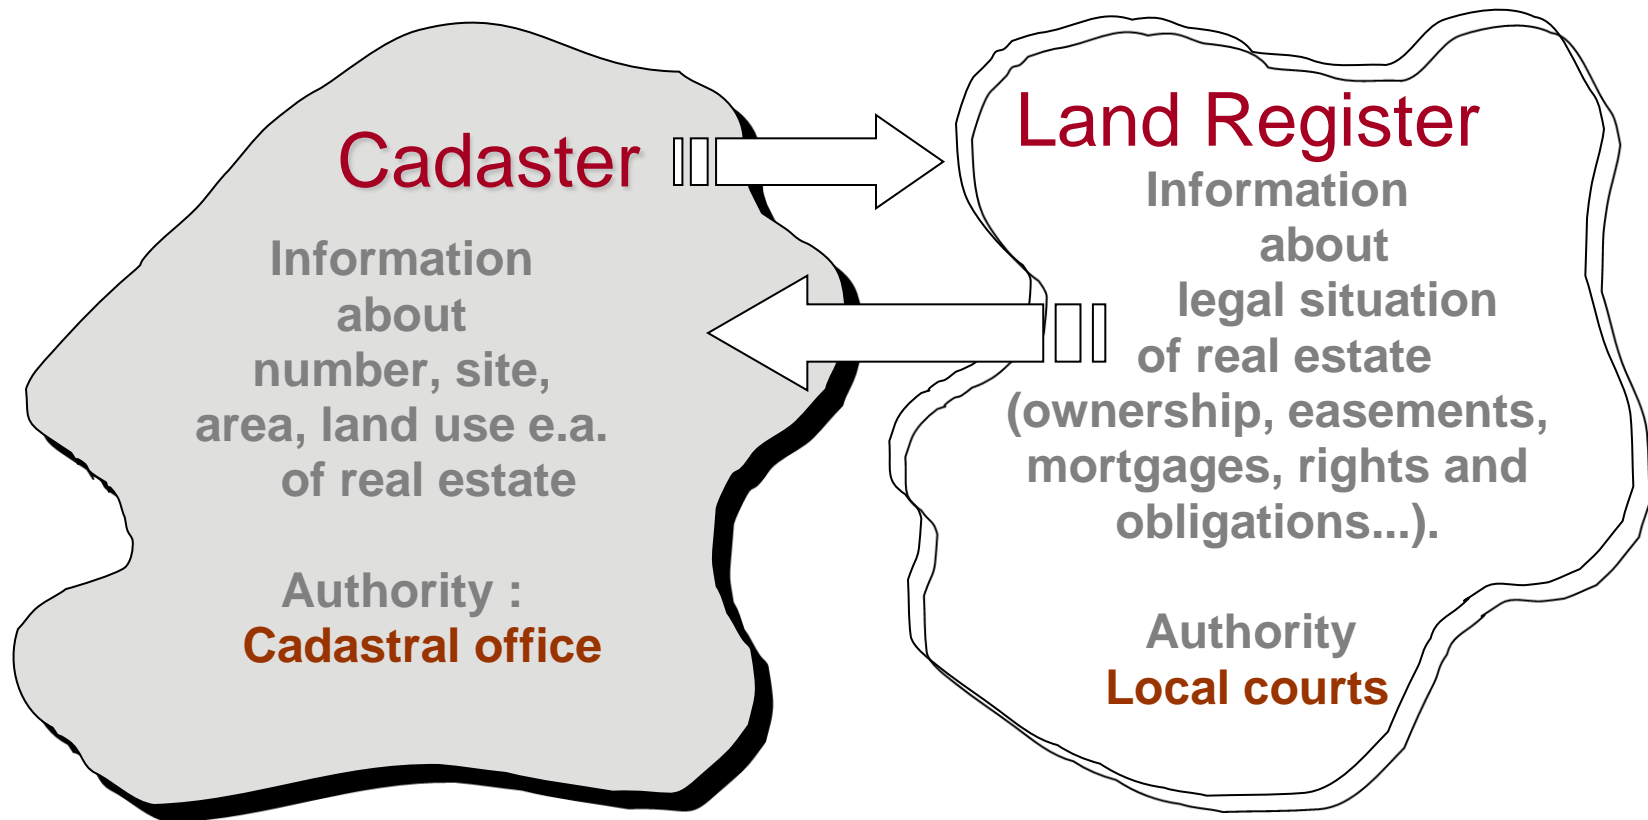 Cadaster
Information
about
number, site,
area, land use e.a.
of real estate
Authority :
Cadastral office
Land Register
Information
about
legal situation
of real estate
(ownership, easements,
mortgages, rights and
obligations...).
Authority
Local courts